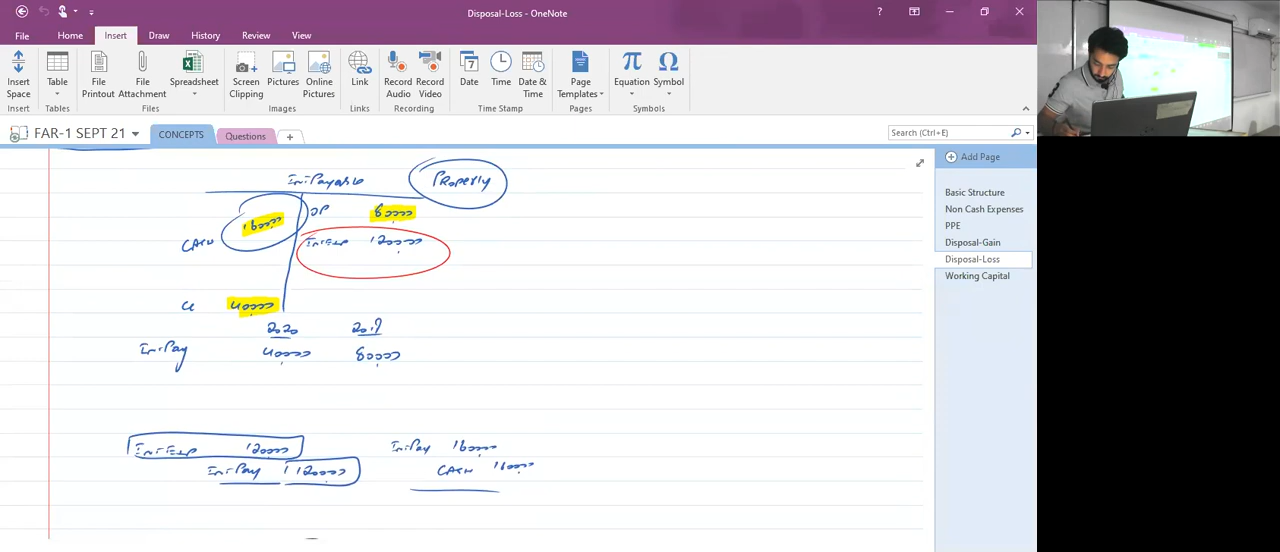 Disposal-Loss - OneNote
File Home Insert Draw History Review View
Insert Space Table File Printout File Attachment Spreadsheet Screen Clipping Pictures Online Pictures Link Record Audio Record Video Date Time Date & Time Page Templates Equation Symbol
Insert Tables Files Images Links Recording Time Stamp Pages Symbols
FAR-1 SEPT 21 CONCEPTS Questions + Search (Ctrl+E)
Add Page
Basic Structure
Non Cash Expenses
PPE
Disposal-Gain
Disposal-Loss
Working Capital
Int. Payable Property
160000 OP 80000
CASH Int Exp 120000
CL 40000
2020 2019
Int. Pay 40000 80000
Int Exp 120000 Int Pay 160000
Int. Pay 120000 CASH 160000